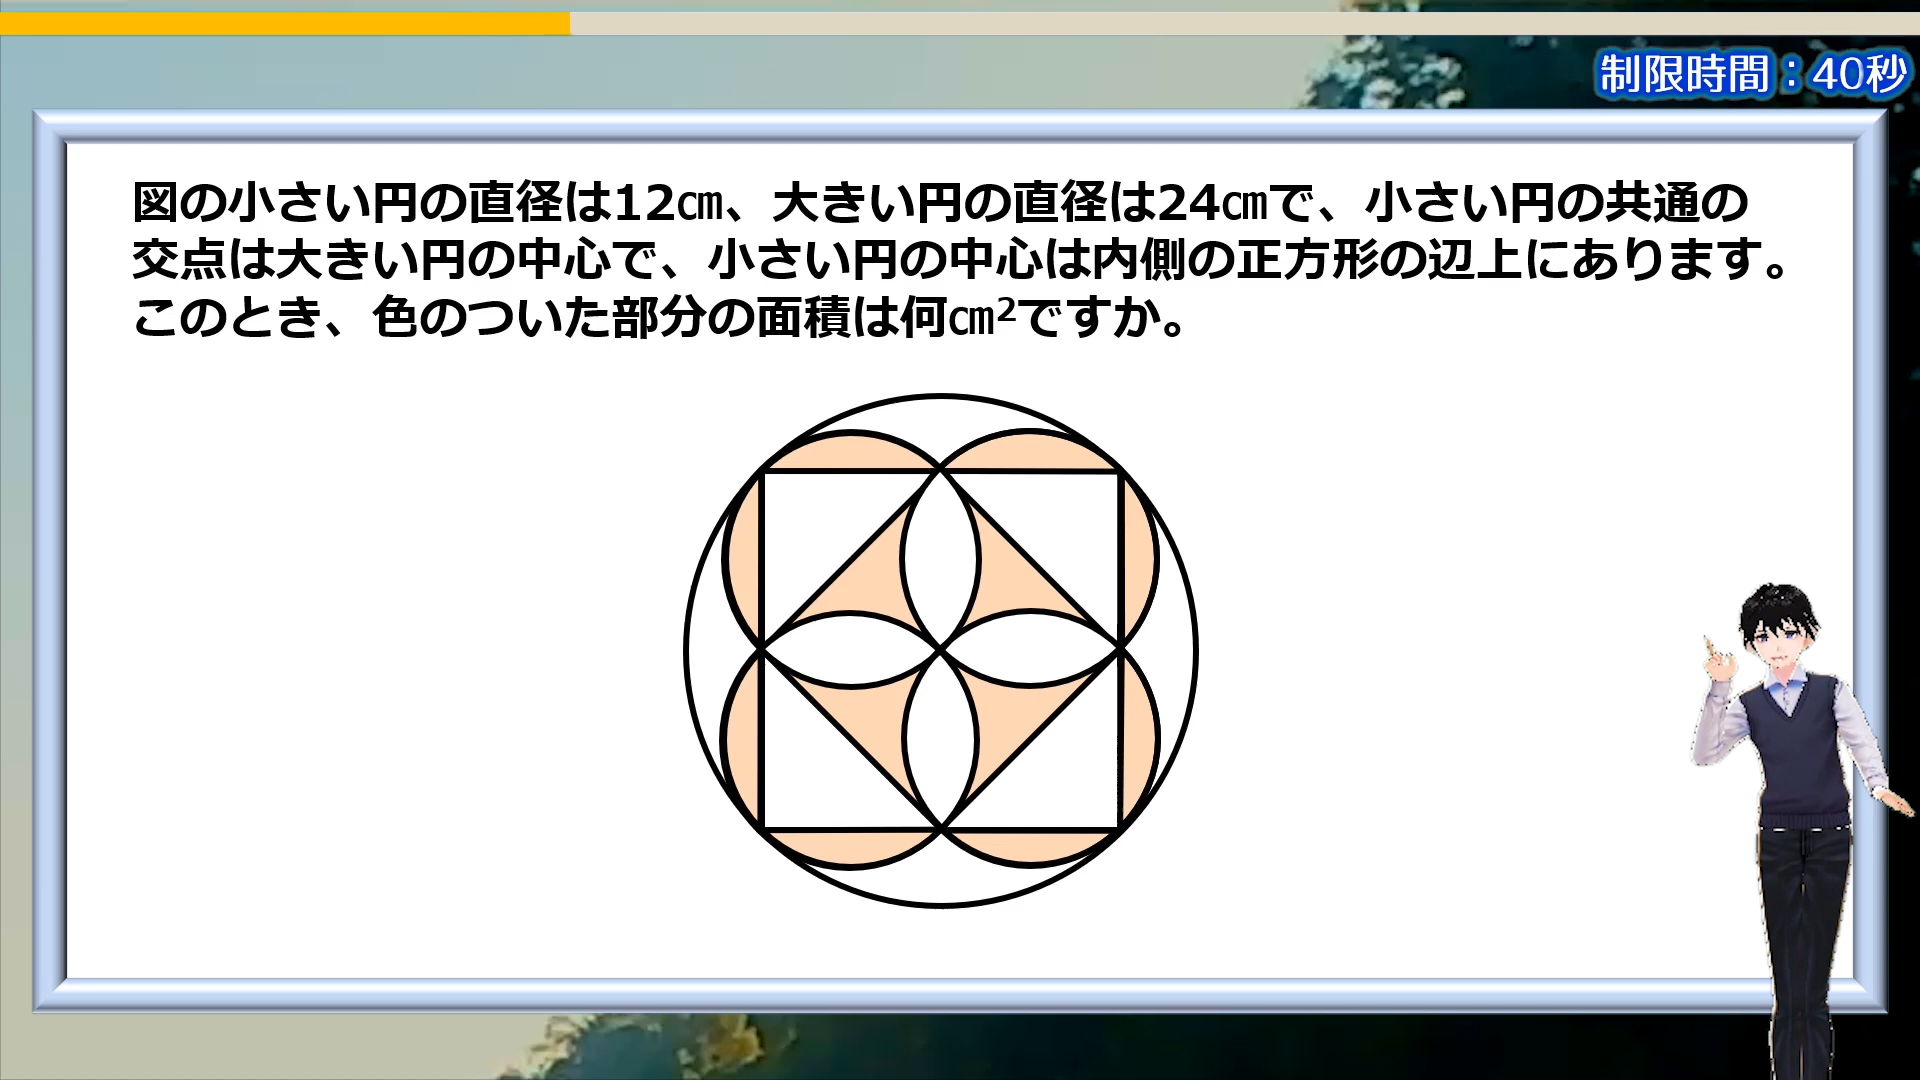 制限時間：40秒
図の小さい円の直径は12㎝、大きい円の直径は24㎝で、小さい円の共通の
交点は大きい円の中心で、小さい円の中心は内側の正方形の辺上にあります。
このとき、色のついた部分の面積は何㎝²ですか。